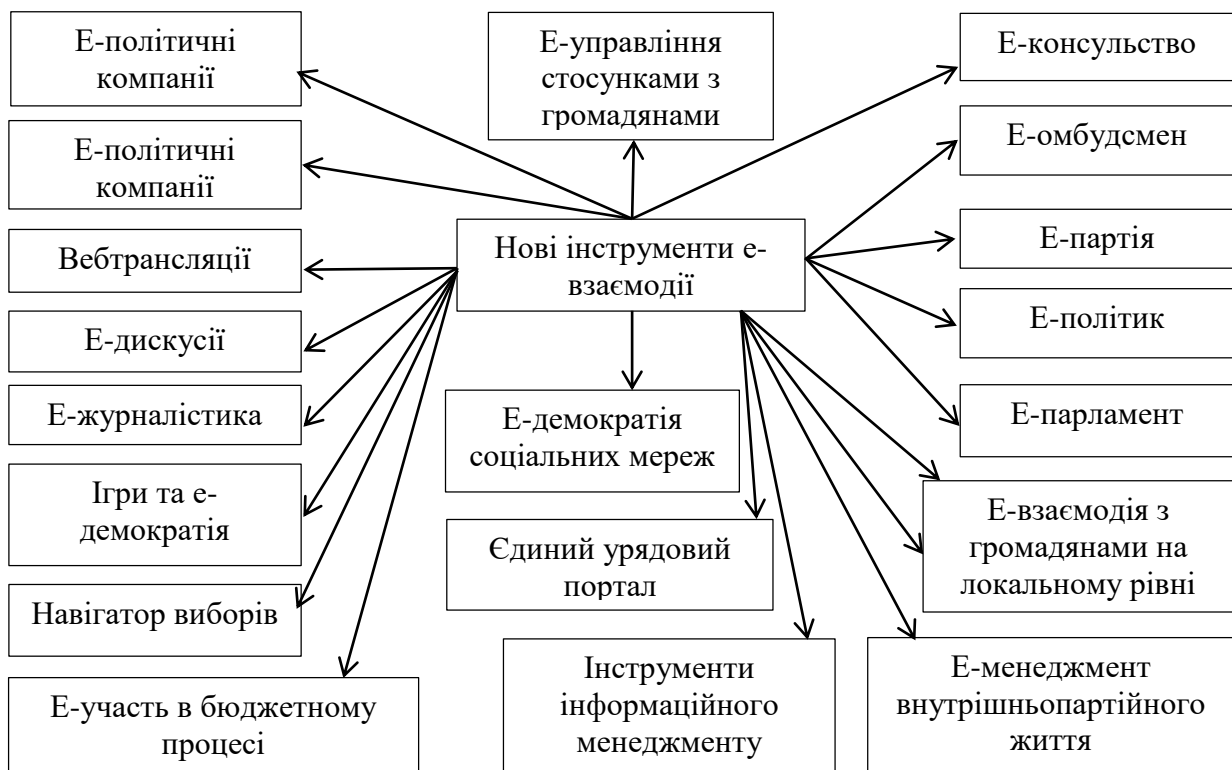 Е-політичні
компанії
Е-управління
стосунками з
громадянами
Е-консульство
Е-політичні
компанії
Е-омбудсмен
Вебтрансляції
Нові інструменти е-
взаємодії
Е-партія
Е-дискусії
Е-політик
Е-журналістика
Е-демократія
соціальних мереж
Е-парламент
Ігри та е-
демократія
Єдиний урядовий
портал
Е-взаємодія з
громадянами на
локальному рівні
Навігатор виборів
Е-участь в бюджетному
процесі
Інструменти
інформаційного
менеджменту
Е-менеджмент
внутрішньопартійного
життя